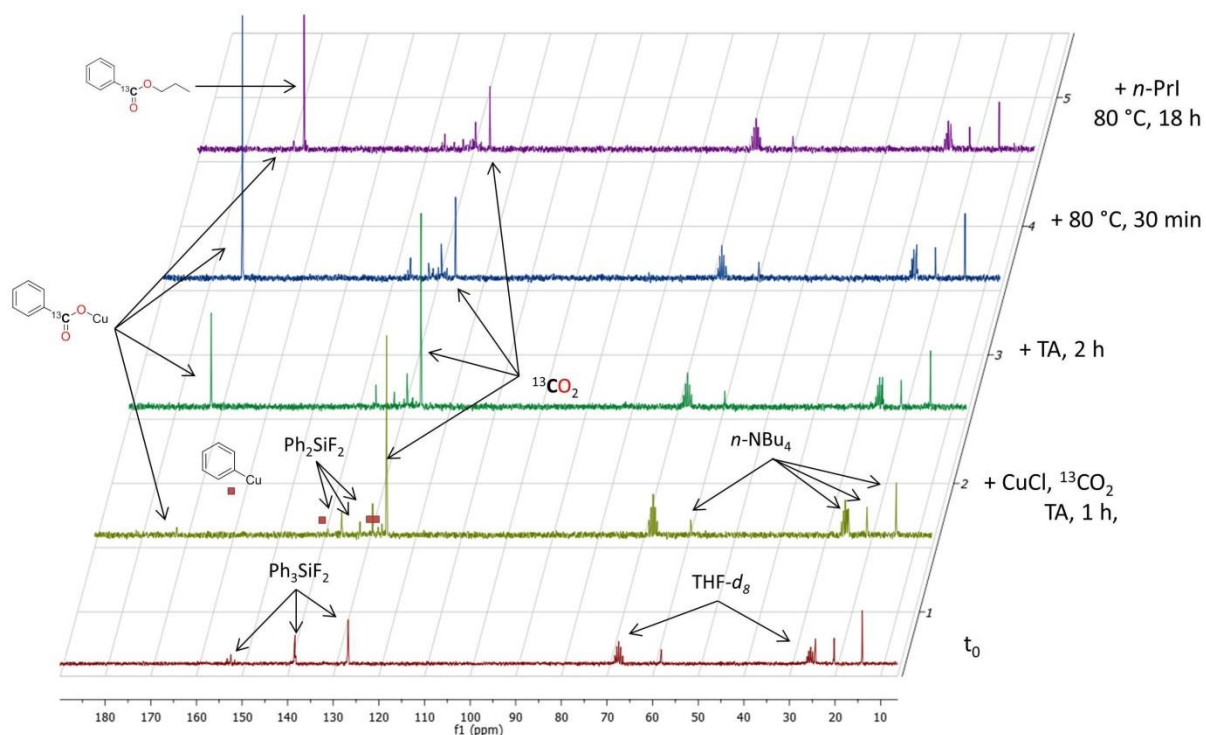 ¹³C
O
O
+ n-PrI
80 °C, 18 h
5
+ 80 °C, 30 min
4
¹³C
O
Cu
O
+ TA, 2 h
3
¹³CO₂
Cu
Ph₂SiF₂
n-NBu₄
+ CuCl, ¹³CO₂
TA, 1 h,
2
Ph₃SiF₂
THF-d₈
1
t₀
180 170 160 150 140 130 120 110 100 90 80 70 60 50 40 30 20 10
f1 (ppm)